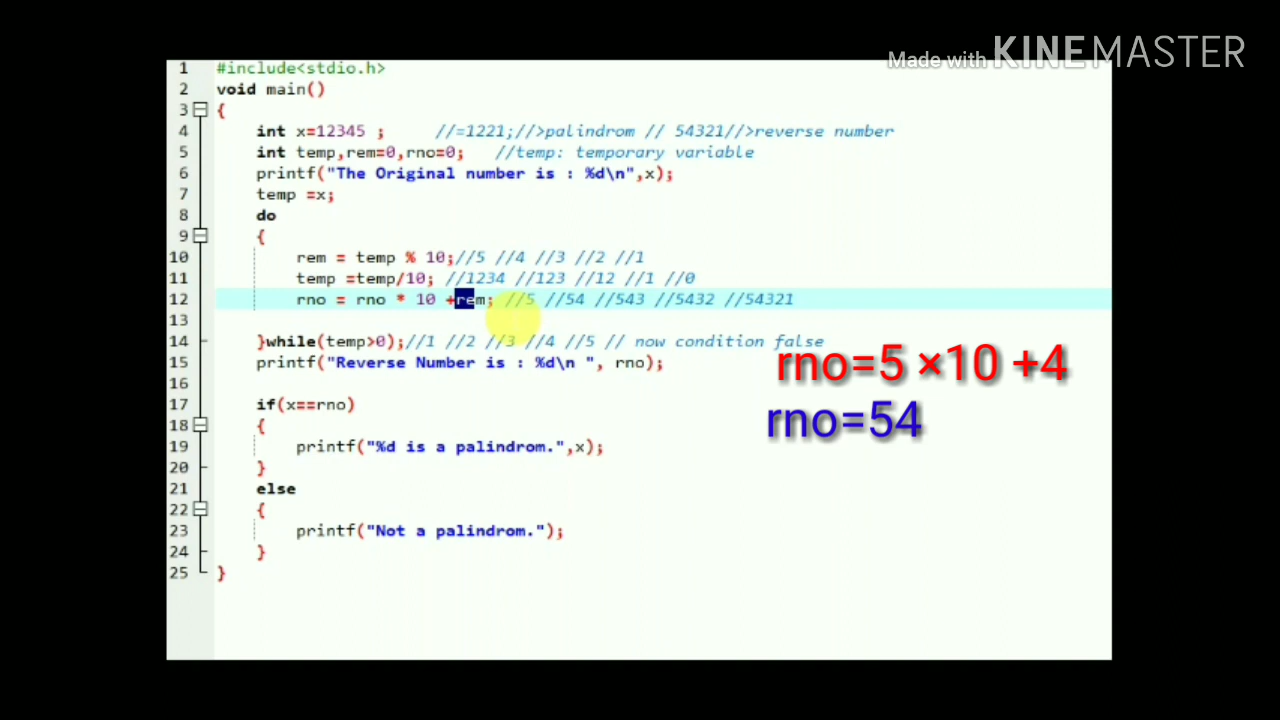 Made with KINEMASTER
1 #include<stdio.h>
2 void main()
3 {
4 int x=12345 ; //=1221;//>palindrom // 54321//>reverse number
5 int temp,rem=0,rno=0; //temp: temporary variable
6 printf("The Original number is : %d\n",x);
7 temp =x;
8 do
9 {
10 rem = temp % 10;//5 //4 //3 //2 //1
11 temp =temp/10; //1234 //123 //12 //1 //0
12 rno = rno * 10 +rem; //5 //54 //543 //5432 //54321
13
14 }while(temp>0);//1 //2 //3 //4 //5 // now condition false
15 printf("Reverse Number is : %d\n ", rno);
16
17 if(x==rno)
18 {
19 printf("%d is a palindrom.",x);
20 }
21 else
22 {
23 printf("Not a palindrom.");
24 }
25 }
rno=5 ×10 +4
rno=54